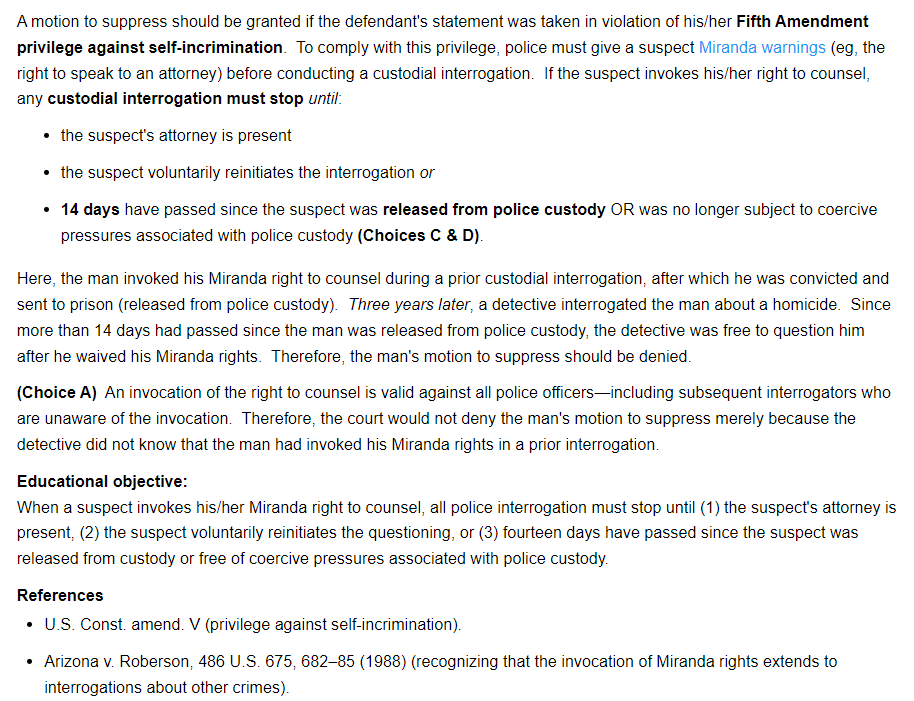 A motion to suppress should be granted if the defendant's statement was taken in violation of his/her Fifth Amendment
privilege against self-incrimination.  To comply with this privilege, police must give a suspect Miranda warnings (eg, the
right to speak to an attorney) before conducting a custodial interrogation.  If the suspect invokes his/her right to counsel,
any custodial interrogation must stop until:
• the suspect's attorney is present
• the suspect voluntarily reinitiates the interrogation or
• 14 days have passed since the suspect was released from police custody OR was no longer subject to coercive
pressures associated with police custody (Choices C & D).
Here, the man invoked his Miranda right to counsel during a prior custodial interrogation, after which he was convicted and
sent to prison (released from police custody).  Three years later, a detective interrogated the man about a homicide.  Since
more than 14 days had passed since the man was released from police custody, the detective was free to question him
after he waived his Miranda rights.  Therefore, the man's motion to suppress should be denied.
(Choice A)  An invocation of the right to counsel is valid against all police officers—including subsequent interrogators who
are unaware of the invocation.  Therefore, the court would not deny the man's motion to suppress merely because the
detective did not know that the man had invoked his Miranda rights in a prior interrogation.
Educational objective:
When a suspect invokes his/her Miranda right to counsel, all police interrogation must stop until (1) the suspect's attorney is
present, (2) the suspect voluntarily reinitiates the questioning, or (3) fourteen days have passed since the suspect was
released from custody or free of coercive pressures associated with police custody.
References
• U.S. Const. amend. V (privilege against self-incrimination).
• Arizona v. Roberson, 486 U.S. 675, 682–85 (1988) (recognizing that the invocation of Miranda rights extends to
interrogations about other crimes).